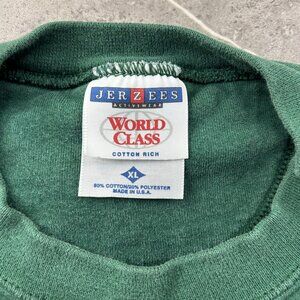 JERZEES
ACTIVEWEAR
WORLD
CLASS
COTTON RICH
XL
80% COTTON/20% POLYESTER
MADE IN U.S.A.